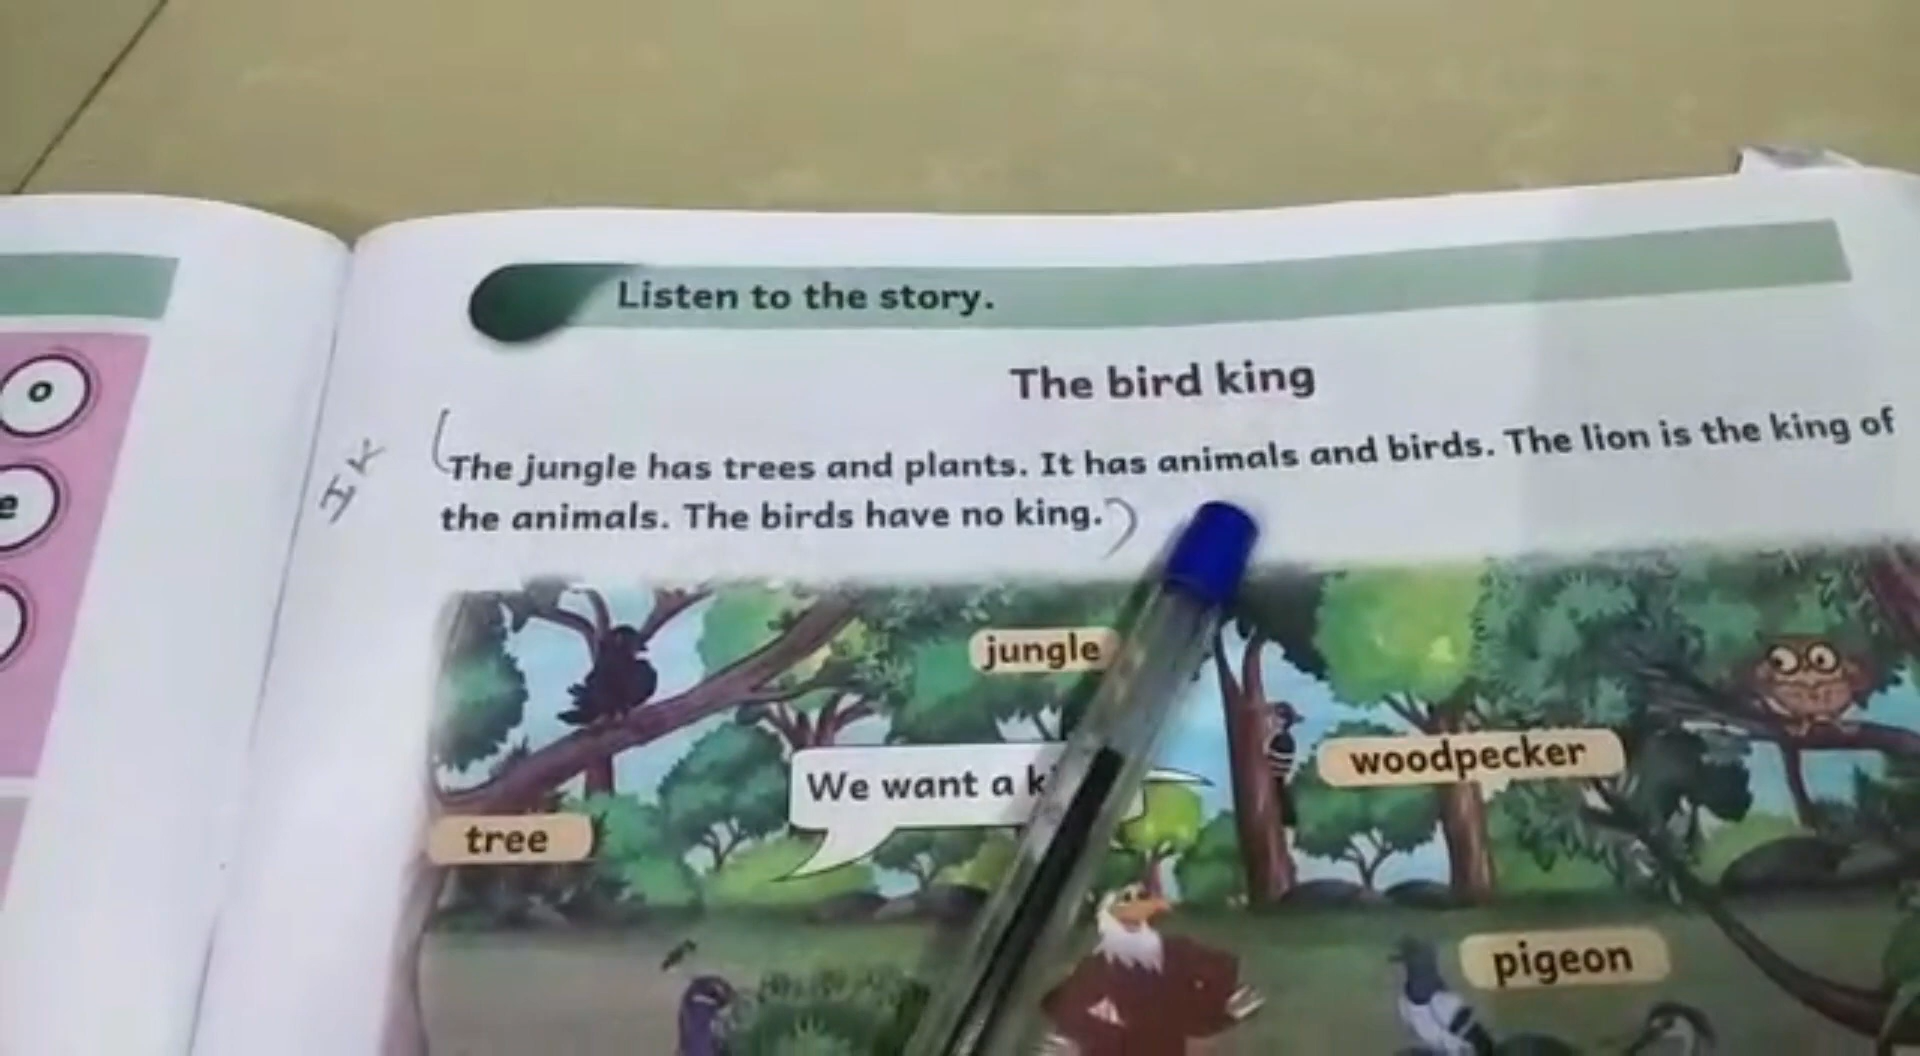 o
e
Listen to the story.
The bird king
I K
The jungle has trees and plants. It has animals and birds. The lion is the king of
the animals. The birds have no king.
jungle
We want a k
woodpecker
tree
pigeon